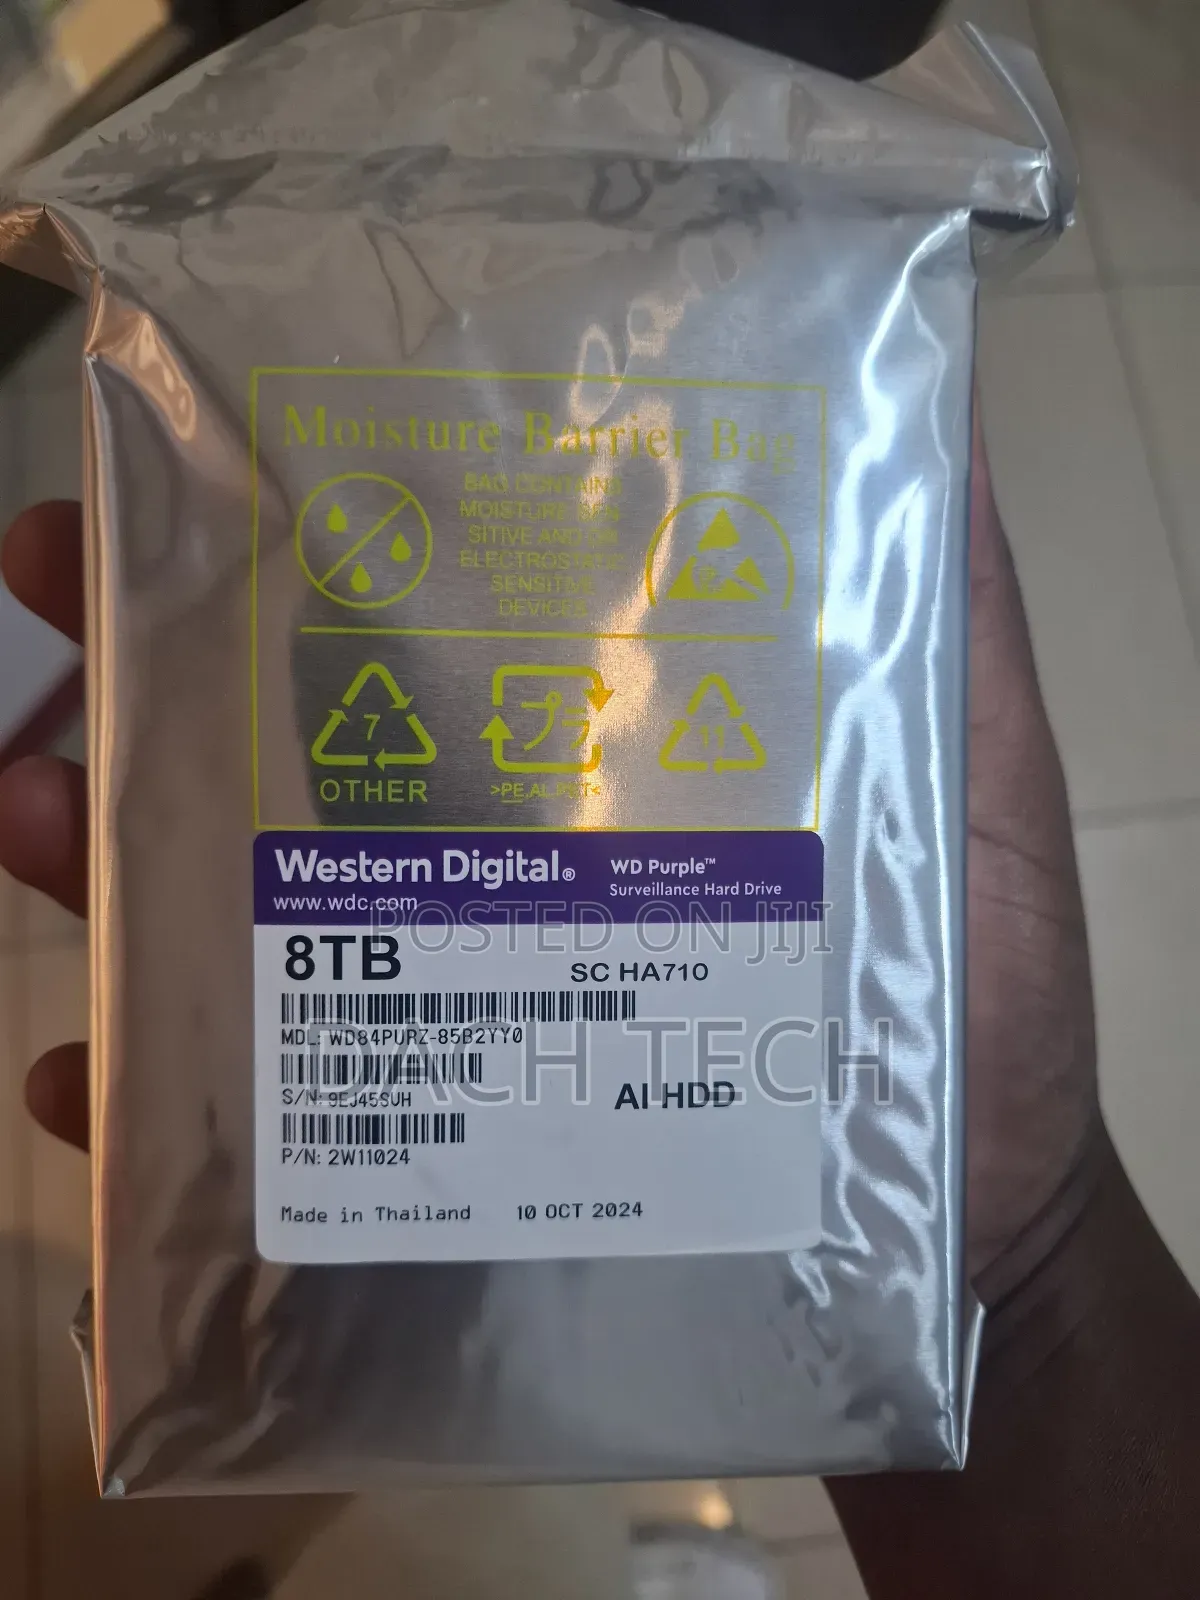 Moisture Barrier Bag
BAG CONTAINS
MOISTURE SEN
SITIVE AND OR
ELECTROSTATIC
SENSITIVE
DEVICES
7
プラ
11
OTHER
>PE,AL,PET<
Western Digital®
WD Purple™
www.wdc.com
Surveillance Hard Drive
POSTED ON JIJI
8TB
SC HA710
MDL: WD84PURZ-85B2YY0
DACH TECH
S/N: 9EJ45SUH
AI HDD
P/N: 2W11024
Made in Thailand 10 OCT 2024